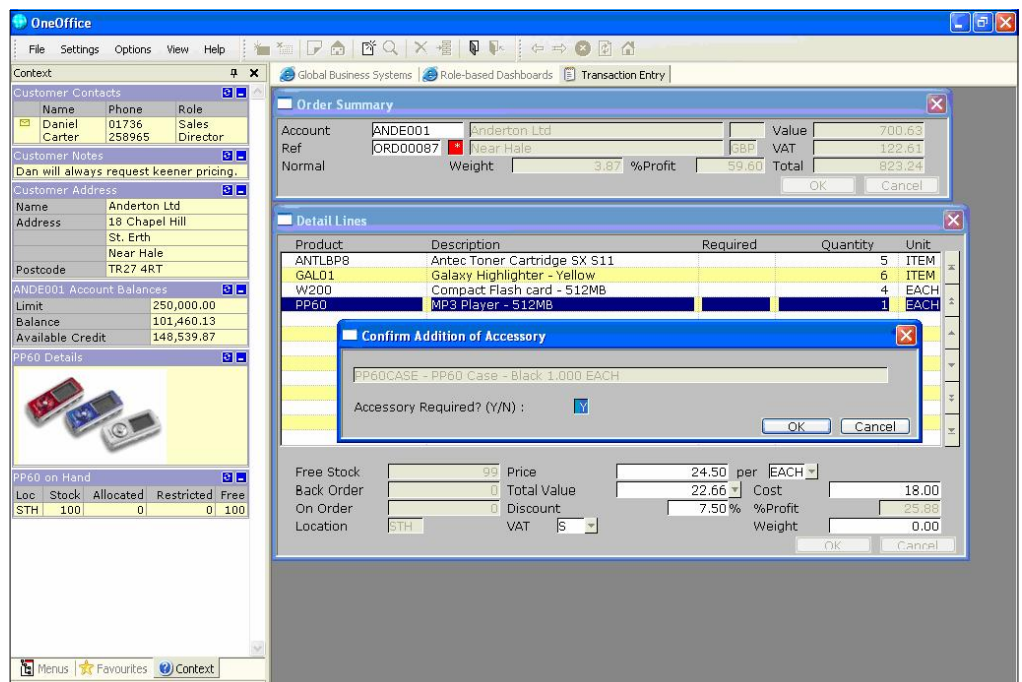 OneOffice
File Settings Options View Help
Context
Global Business Systems Role-based Dashboards Transaction Entry
Customer Contacts
Name Phone Role
Daniel Carter 01736 258965 Sales Director
Customer Notes
Dan will always request keener pricing.
Customer Address
Name Anderton Ltd
Address 18 Chapel Hill
St. Erth
Near Hale
Postcode TR27 4RT
ANDE001 Account Balances
Limit 250,000.00
Balance 101,460.13
Available Credit 148,539.87
PP60 Details
PP60 on Hand
Loc Stock Allocated Restricted Free
STH 100 0 0 100
Menus Favourites Context
Order Summary
Account ANDE001 Anderton Ltd Value 700.63
Ref ORD00087 * Near Hale GBP VAT 122.61
Normal Weight 3.87 %Profit 59.60 Total 823.24
OK Cancel
Detail Lines
Product Description Required Quantity Unit
ANTLBP8 Antec Toner Cartridge SX S11 5 ITEM
GAL01 Galaxy Highlighter - Yellow 6 ITEM
W200 Compact Flash card - 512MB 4 EACH
PP60 MP3 Player - 512MB 1 EACH
Confirm Addition of Accessory
PP60CASE - PP60 Case - Black 1.000 EACH
Accessory Required? (Y/N) : Y
OK Cancel
Free Stock 99 Price 24.50 per EACH
Back Order 0 Total Value 22.66 Cost 18.00
On Order 0 Discount 7.50 % %Profit 25.88
Location STH VAT S Weight 0.00
OK Cancel